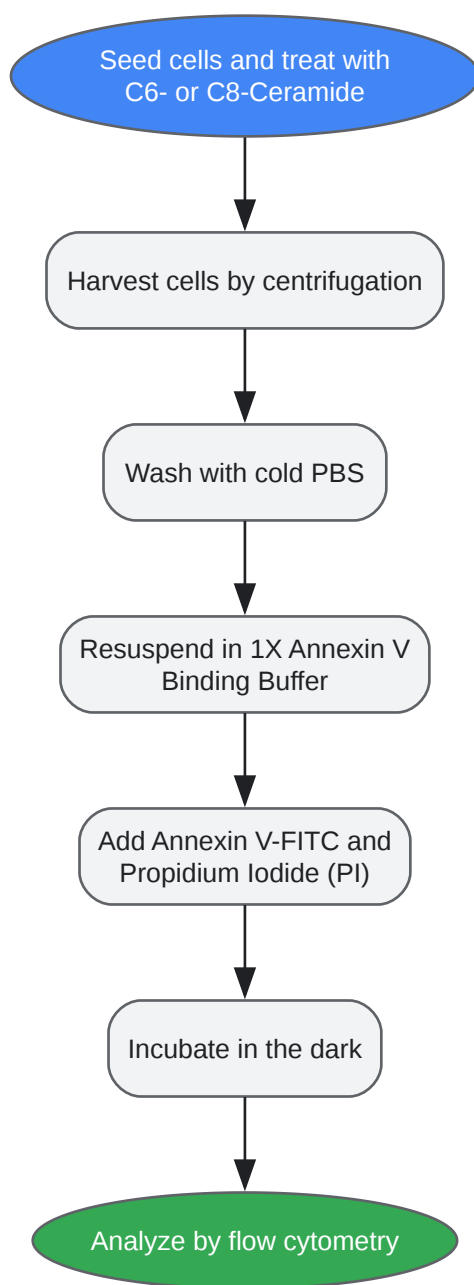 Seed cells and treat with
C6- or C8-Ceramide
Harvest cells by centrifugation
Wash with cold PBS
Resuspend in 1X Annexin V
Binding Buffer
Add Annexin V-FITC and
Propidium Iodide (PI)
Incubate in the dark
Analyze by flow cytometry